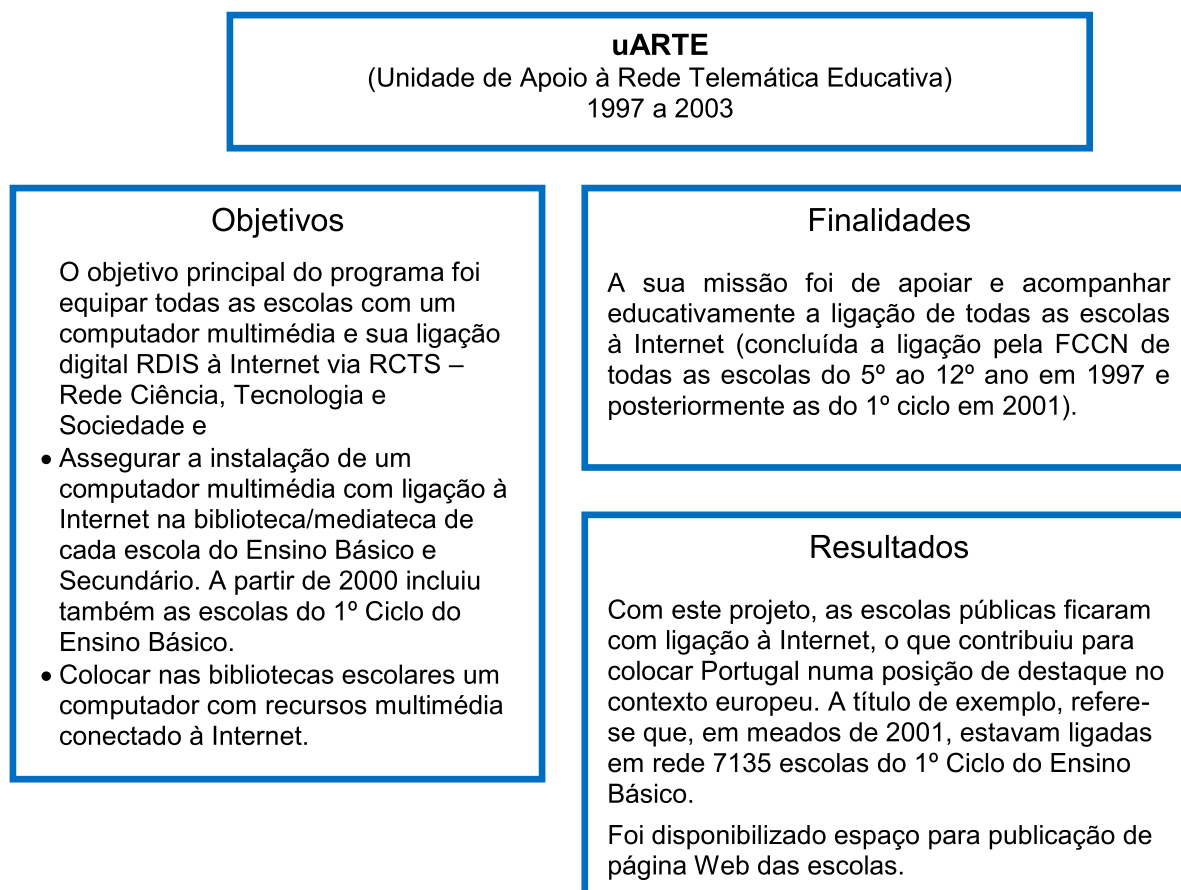 uARTE
(Unidade de Apoio à Rede Telemática Educativa)
1997 a 2003
Objetivos
O objetivo principal do programa foi
equipar todas as escolas com um
computador multimédia e sua ligação
digital RDIS à Internet via RCTS –
Rede Ciência, Tecnologia e
Sociedade e
• Assegurar a instalação de um
computador multimédia com ligação à
Internet na biblioteca/mediateca de
cada escola do Ensino Básico e
Secundário. A partir de 2000 incluiu
também as escolas do 1º Ciclo do
Ensino Básico.
• Colocar nas bibliotecas escolares um
computador com recursos multimédia
conectado à Internet.
Finalidades
A sua missão foi de apoiar e acompanhar
educativamente a ligação de todas as escolas
à Internet (concluída a ligação pela FCCN de
todas as escolas do 5º ao 12º ano em 1997 e
posteriormente as do 1º ciclo em 2001).
Resultados
Com este projeto, as escolas públicas ficaram
com ligação à Internet, o que contribuiu para
colocar Portugal numa posição de destaque no
contexto europeu. A título de exemplo, refere-
se que, em meados de 2001, estavam ligadas
em rede 7135 escolas do 1º Ciclo do Ensino
Básico.
Foi disponibilizado espaço para publicação de
página Web das escolas.